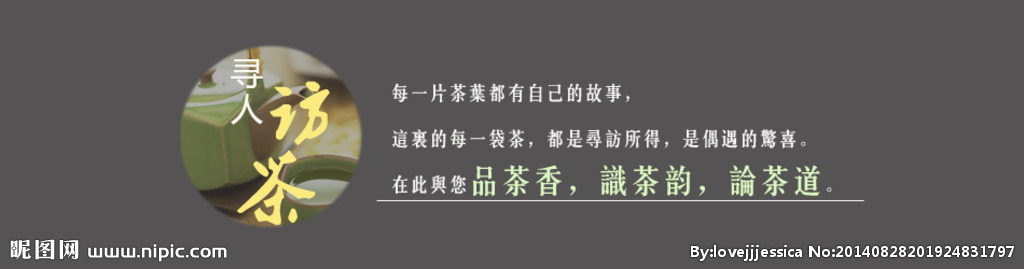 寻人
访茶
每一片茶葉都有自己的故事，
這裏的每一袋茶，都是尋訪所得，是偶遇的驚喜。
在此與您品茶香，識茶韵，論茶道。
昵图网 www.nipic.com
By:lovejjjessica No:20140828201924831797